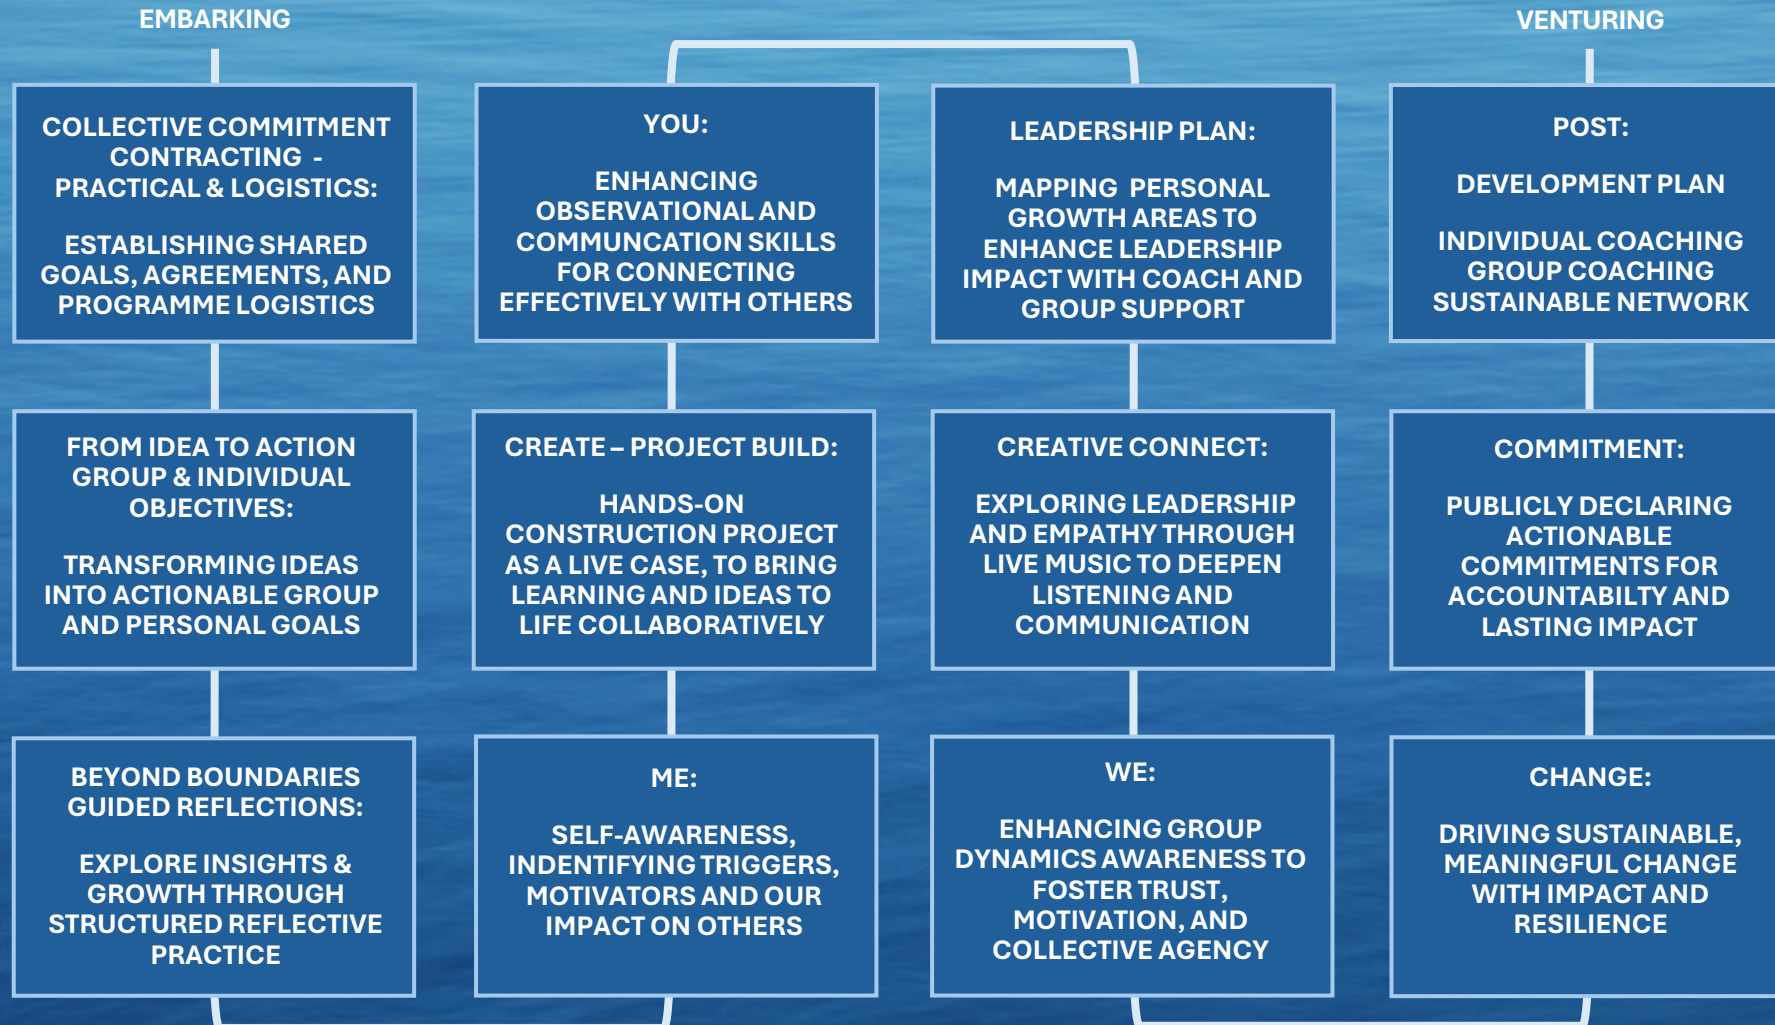 EMBARKING
COLLECTIVE COMMITMENT
CONTRACTING -
PRACTICAL & LOGISTICS:
ESTABLISHING SHARED
GOALS, AGREEMENTS, AND
PROGRAMME LOGISTICS
FROM IDEA TO ACTION
GROUP & INDIVIDUAL
OBJECTIVES:
TRANSFORMING IDEAS
INTO ACTIONABLE GROUP
AND PERSONAL GOALS
BEYOND BOUNDARIES
GUIDED REFLECTIONS:
EXPLORE INSIGHTS &
GROWTH THROUGH
STRUCTURED REFLECTIVE
PRACTICE
ME:
SELF-AWARENESS,
INDENTIFYING TRIGGERS,
MOTIVATORS AND OUR
IMPACT ON OTHERS
CREATE – PROJECT BUILD:
HANDS-ON
CONSTRUCTION PROJECT
AS A LIVE CASE, TO BRING
LEARNING AND IDEAS TO
LIFE COLLABORATIVELY
YOU:
ENHANCING
OBSERVATIONAL AND
COMMUNCATION SKILLS
FOR CONNECTING
EFFECTIVELY WITH OTHERS
LEADERSHIP PLAN:
MAPPING PERSONAL
GROWTH AREAS TO
ENHANCE LEADERSHIP
IMPACT WITH COACH AND
GROUP SUPPORT
CREATIVE CONNECT:
EXPLORING LEADERSHIP
AND EMPATHY THROUGH
LIVE MUSIC TO DEEPEN
LISTENING AND
COMMUNICATION
WE:
ENHANCING GROUP
DYNAMICS AWARENESS TO
FOSTER TRUST,
MOTIVATION, AND
COLLECTIVE AGENCY
CHANGE:
DRIVING SUSTAINABLE,
MEANINGFUL CHANGE
WITH IMPACT AND
RESILIENCE
COMMITMENT:
PUBLICLY DECLARING
ACTIONABLE
COMMITMENTS FOR
ACCOUNTABILTY AND
LASTING IMPACT
POST:
DEVELOPMENT PLAN
INDIVIDUAL COACHING
GROUP COACHING
SUSTAINABLE NETWORK
VENTURING